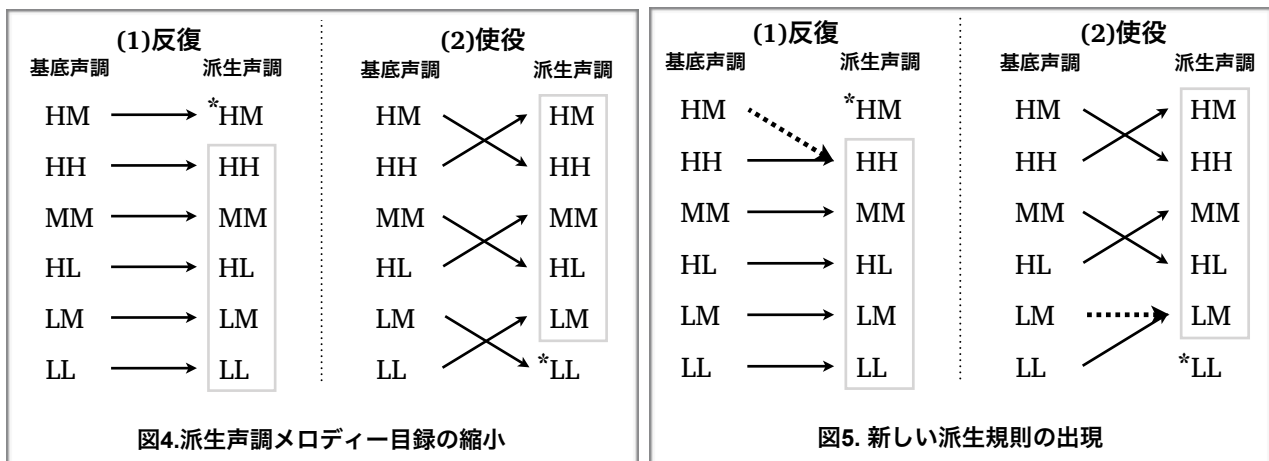 (1)反復
基底声調 派生声調
HM *HM
HH HH
MM MM
HL HL
LM LM
LL LL
(2)使役
基底声調 派生声調
HM HM
HH HH
MM MM
HL HL
LM LM
LL *LL
図4.派生声調メロディー目録の縮小
(1)反復
基底声調 派生声調
HM *HM
HH HH
MM MM
HL HL
LM LM
LL LL
(2)使役
基底声調 派生声調
HM HM
HH HH
MM MM
HL HL
LM LM
LL *LL
図5. 新しい派生規則の出現